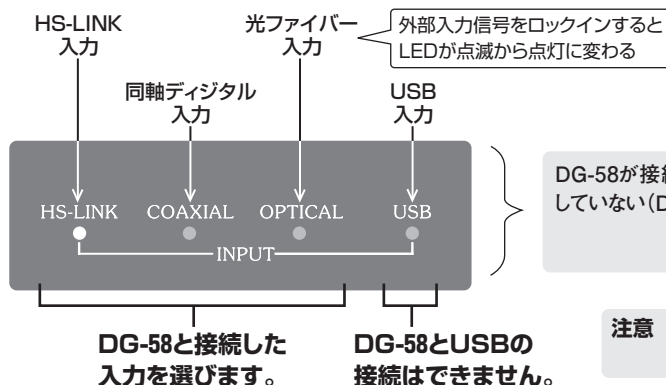 HS-LINK
入力
光ファイバー
入力
外部入力信号をロックインすると
LEDが点滅から点灯に変わる
同軸ディジタル
入力
USB
入力
HS-LINK COAXIAL OPTICAL USB
INPUT
DG-58が接続
していない（D
DG-58と接続した
入力を選びます。
DG-58とUSBの
接続はできません。
注意